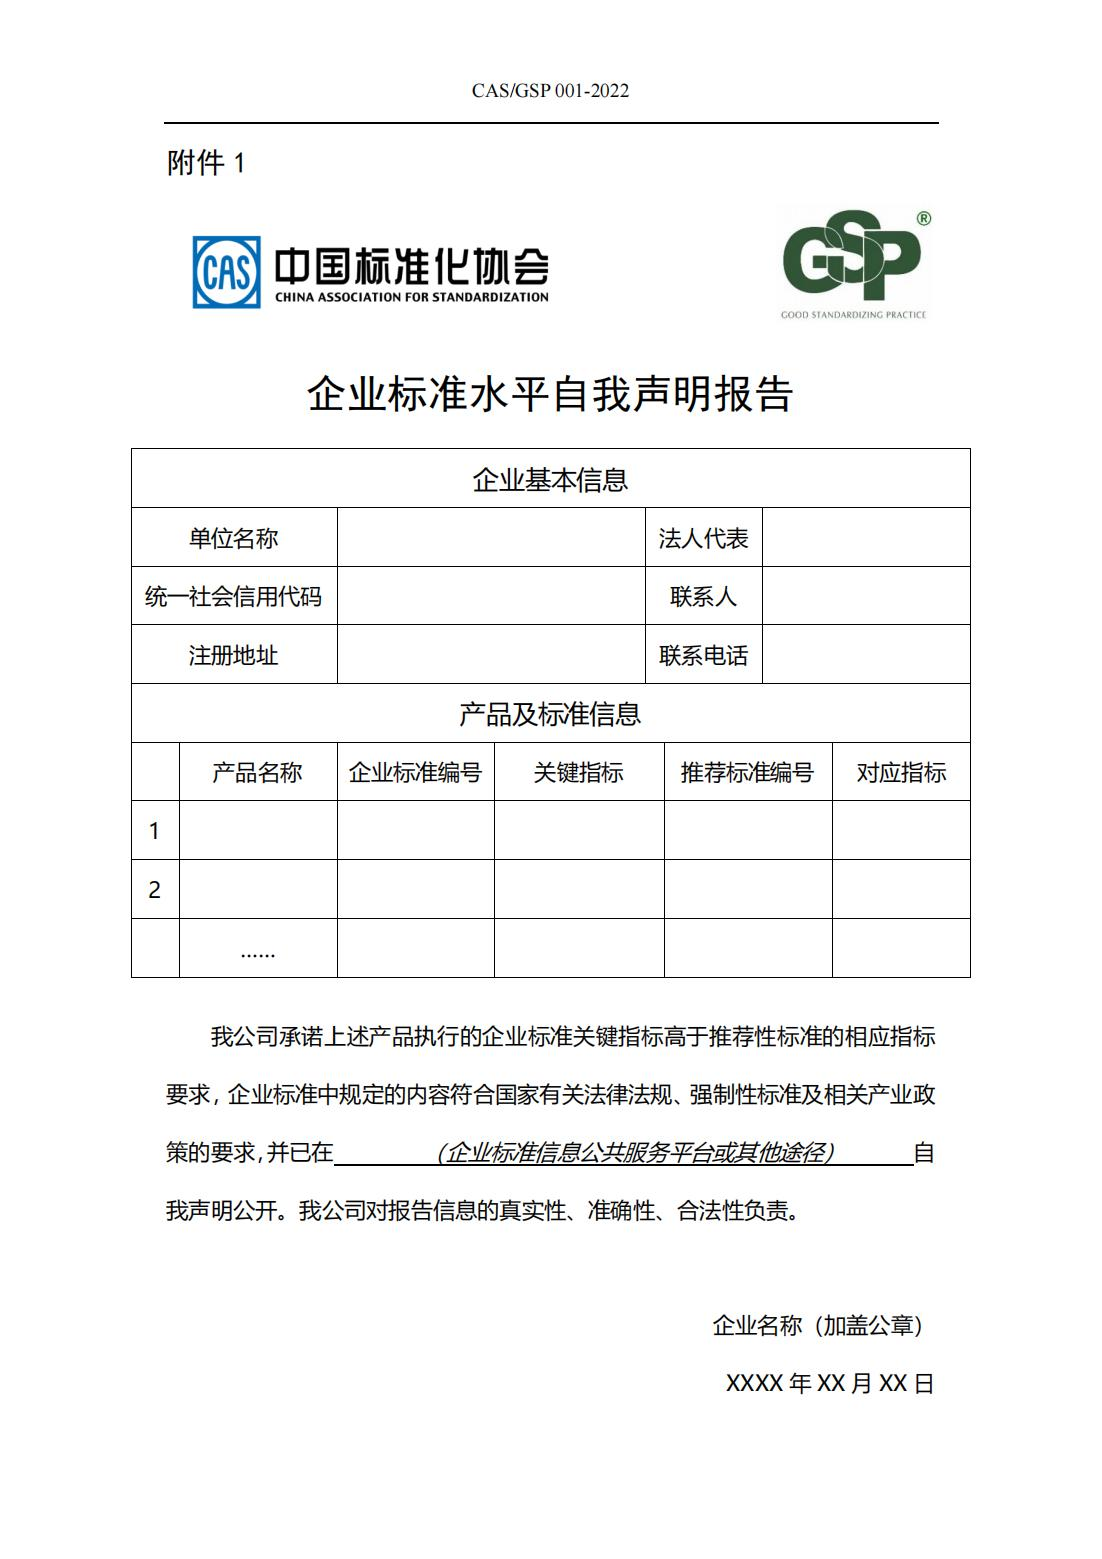 CAS/GSP 001-2022
附件 1
CAS
中国标准化协会
CHINA ASSOCIATION FOR STANDARDIZATION
GSP®
GOOD STANDARDIZING PRACTICE
企业标准水平自我声明报告
企业基本信息
单位名称 法人代表
统一社会信用代码 联系人
注册地址 联系电话
产品及标准信息
产品名称 企业标准编号 关键指标 推荐标准编号 对应指标
1
2
......
我公司承诺上述产品执行的企业标准关键指标高于推荐性标准的相应指标
要求，企业标准中规定的内容符合国家有关法律法规、强制性标准及相关产业政
策的要求，并已在（企业标准信息公共服务平台或其他途径）自
我声明公开。我公司对报告信息的真实性、准确性、合法性负责。
企业名称（加盖公章）
XXXX 年 XX 月 XX 日